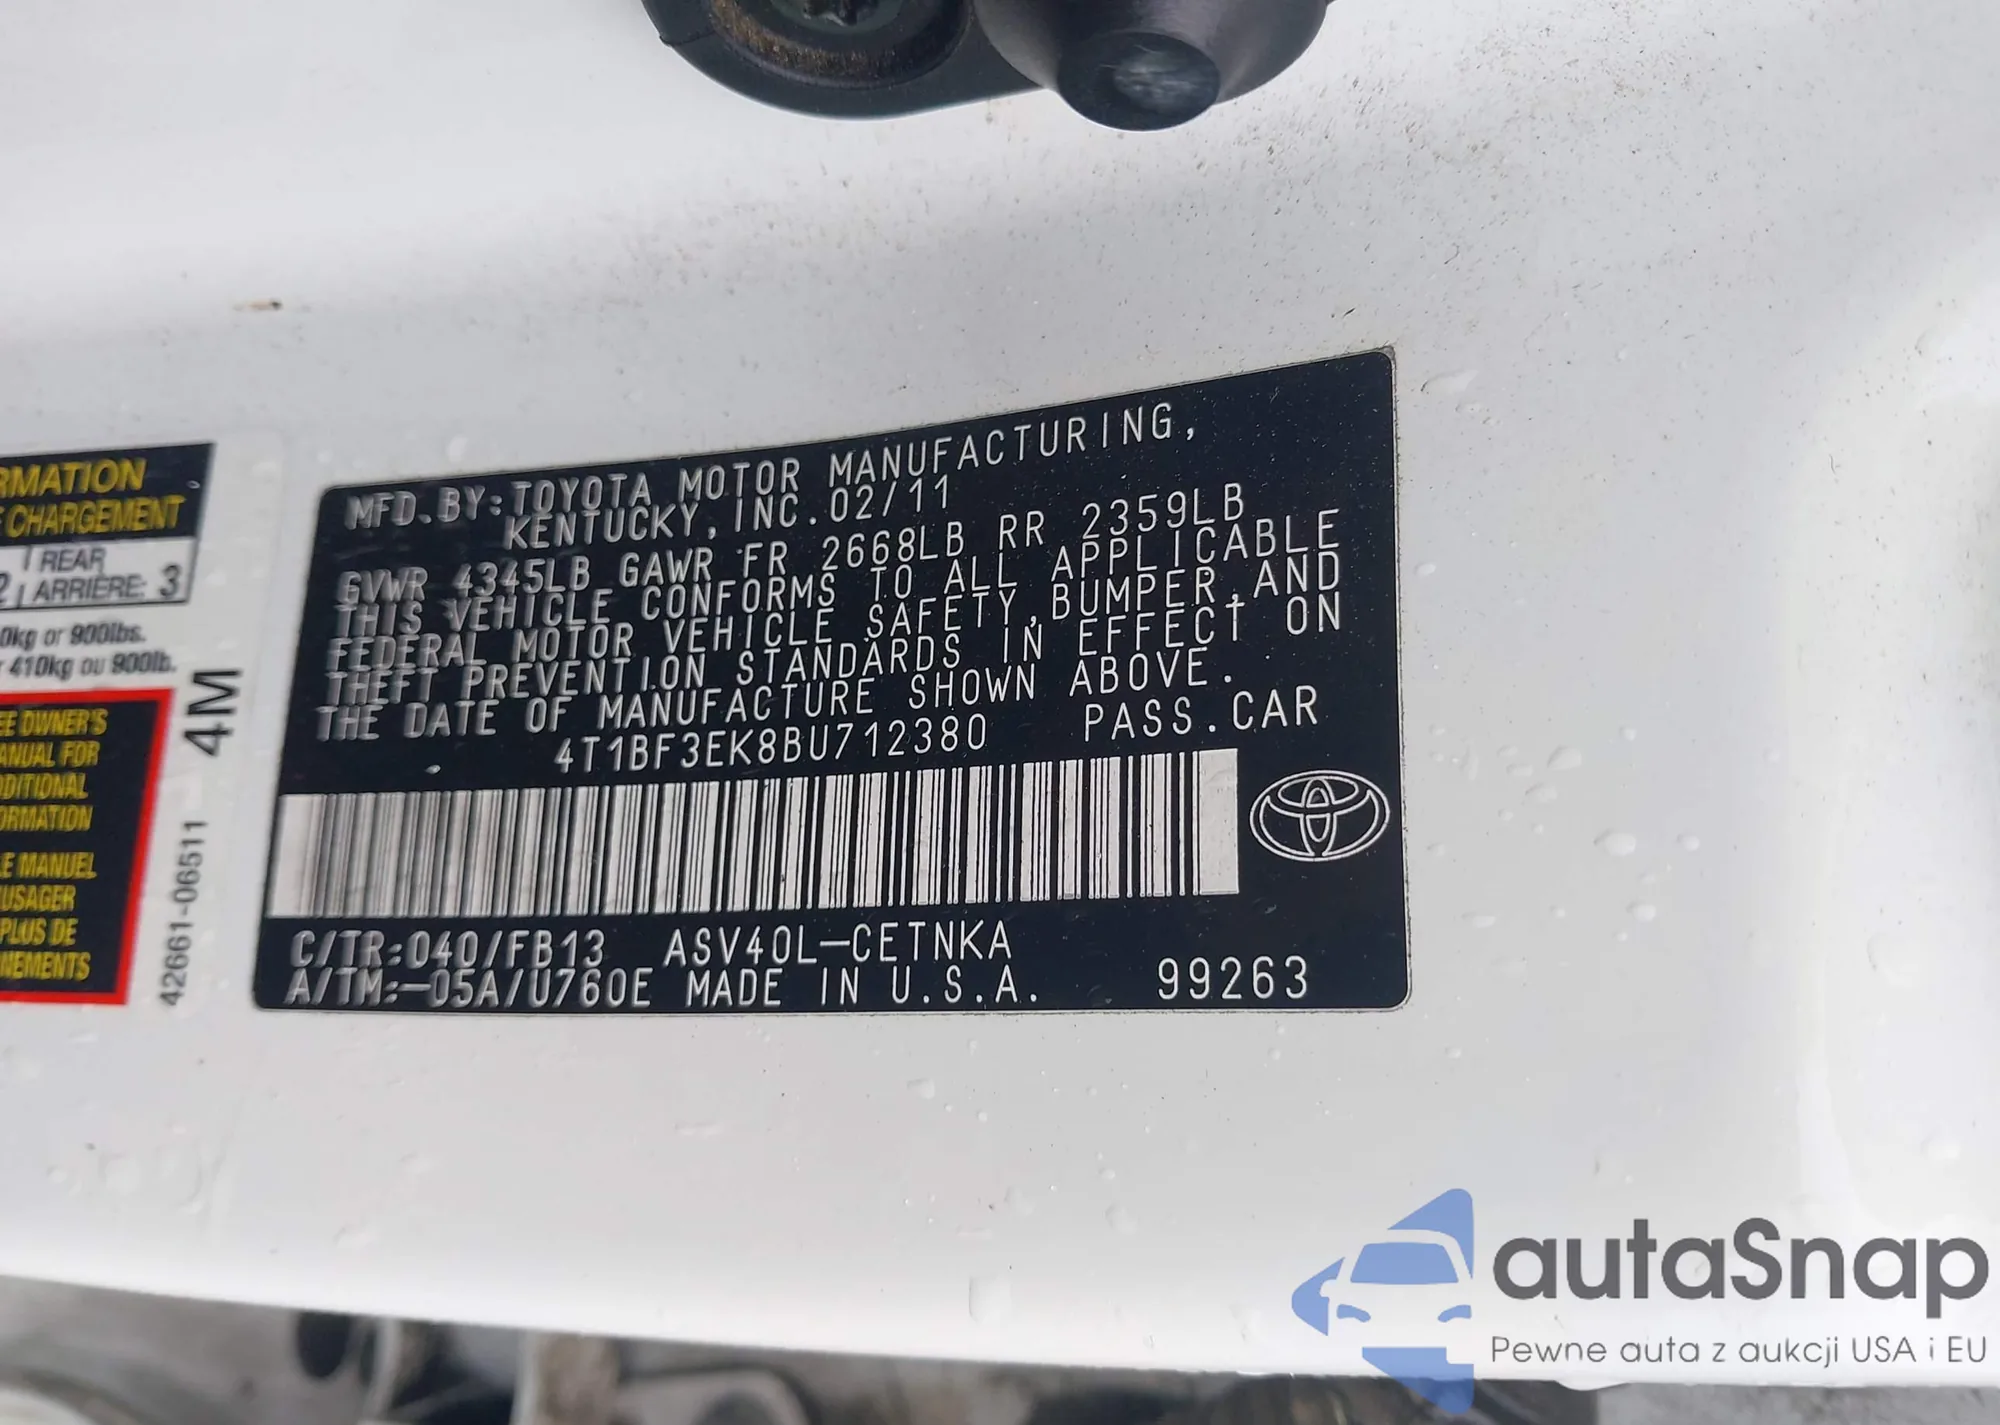 RMATION
CHARGEMENT
REAR
2 ARRIÈRE: 3
0kg or 900lbs.
410kg ou 900lb.
EE OWNER'S
ANUAL FOR
DDITIONAL
ORMATION
E MANUEL
USAGER
PLUS DE
NEMENTS
42661-06511 4M
MFD. BY: TOYOTA MOTOR MANUFACTURING,
KENTUCKY, INC. 02/11
GVWR 4345LB GAWR FR 2668LB RR 2359LB
THIS VEHICLE CONFORMS TO ALL APPLICABLE
FEDERAL MOTOR VEHICLE SAFETY, BUMPER, AND
THEFT PREVENTION STANDARDS IN EFFECT ON
THE DATE OF MANUFACTURE SHOWN ABOVE.
4T1BF3EK8BU712380 PASS. CAR
C/TR: 040/FB13 ASV40L-CETNKA
A/TM: -05A/U760E MADE IN U.S.A. 99263
autaSnap
Pewne auta z aukcji USA i EU